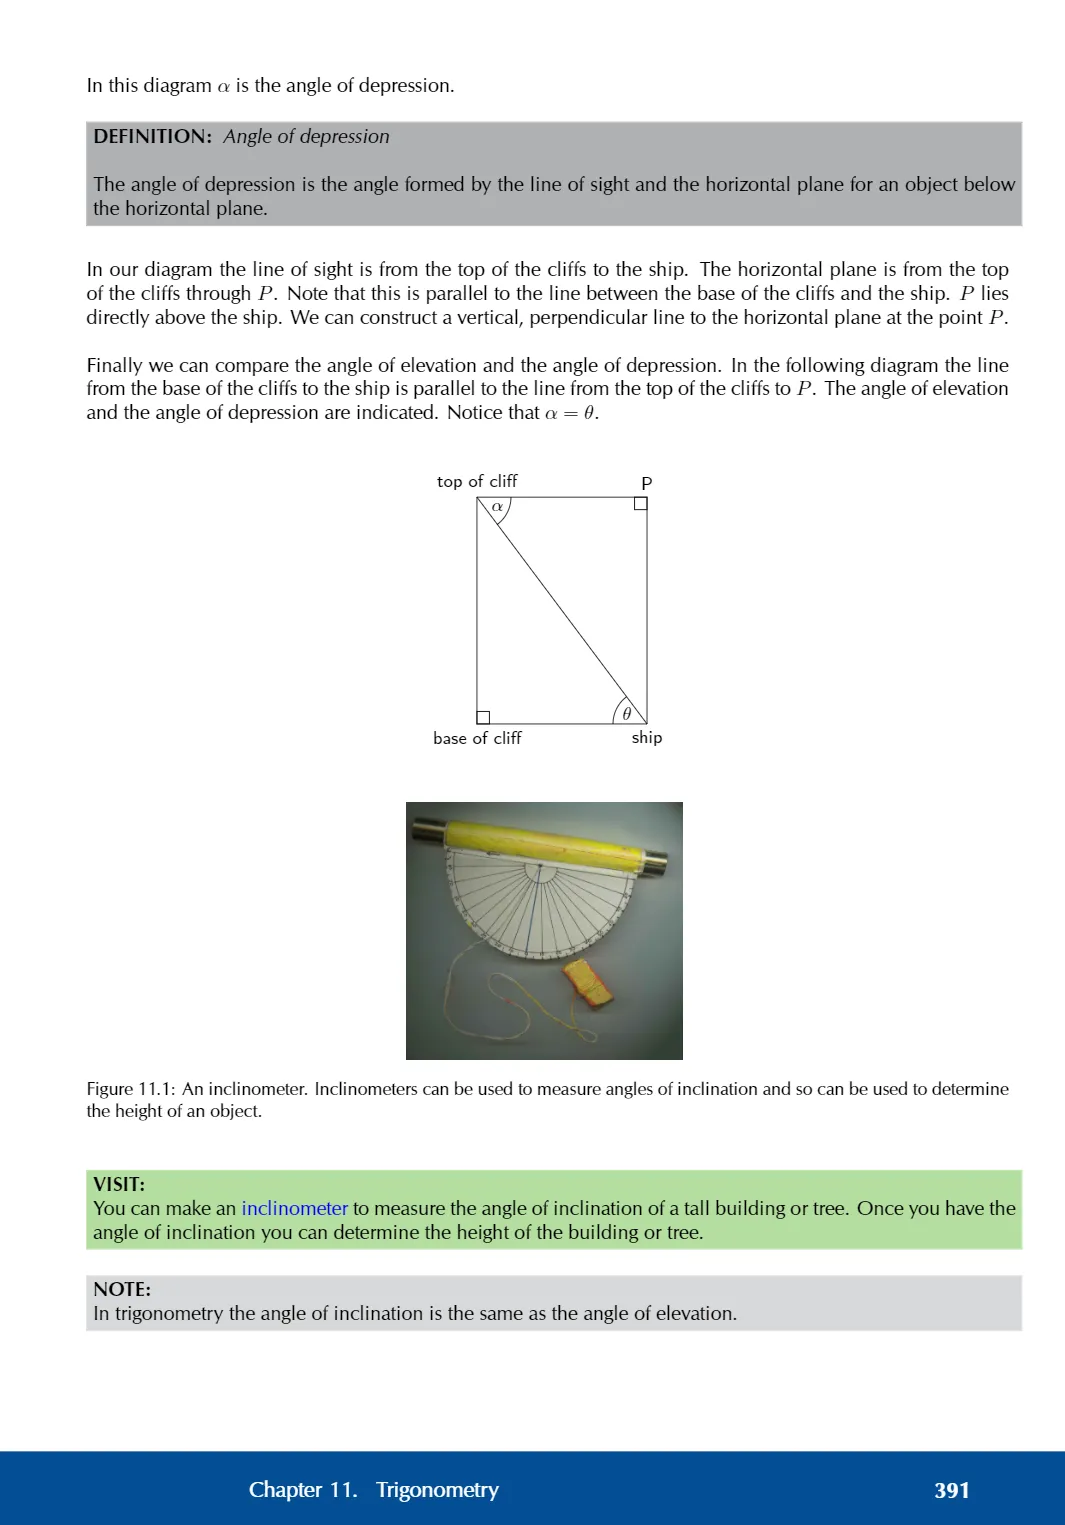 In this diagram α is the angle of depression.
DEFINITION: Angle of depression
The angle of depression is the angle formed by the line of sight and the horizontal plane for an object below
the horizontal plane.
In our diagram the line of sight is from the top of the cliffs to the ship. The horizontal plane is from the top
of the cliffs through P. Note that this is parallel to the line between the base of the cliffs and the ship. P lies
directly above the ship. We can construct a vertical, perpendicular line to the horizontal plane at the point P.
Finally we can compare the angle of elevation and the angle of depression. In the following diagram the line
from the base of the cliffs to the ship is parallel to the line from the top of the cliffs to P. The angle of elevation
and the angle of depression are indicated. Notice that α = θ.
top of cliff P
α
θ
base of cliff ship
Figure 11.1: An inclinometer. Inclinometers can be used to measure angles of inclination and so can be used to determine
the height of an object.
VISIT:
You can make an inclinometer to measure the angle of inclination of a tall building or tree. Once you have the
angle of inclination you can determine the height of the building or tree.
NOTE:
In trigonometry the angle of inclination is the same as the angle of elevation.
Chapter 11. Trigonometry 391